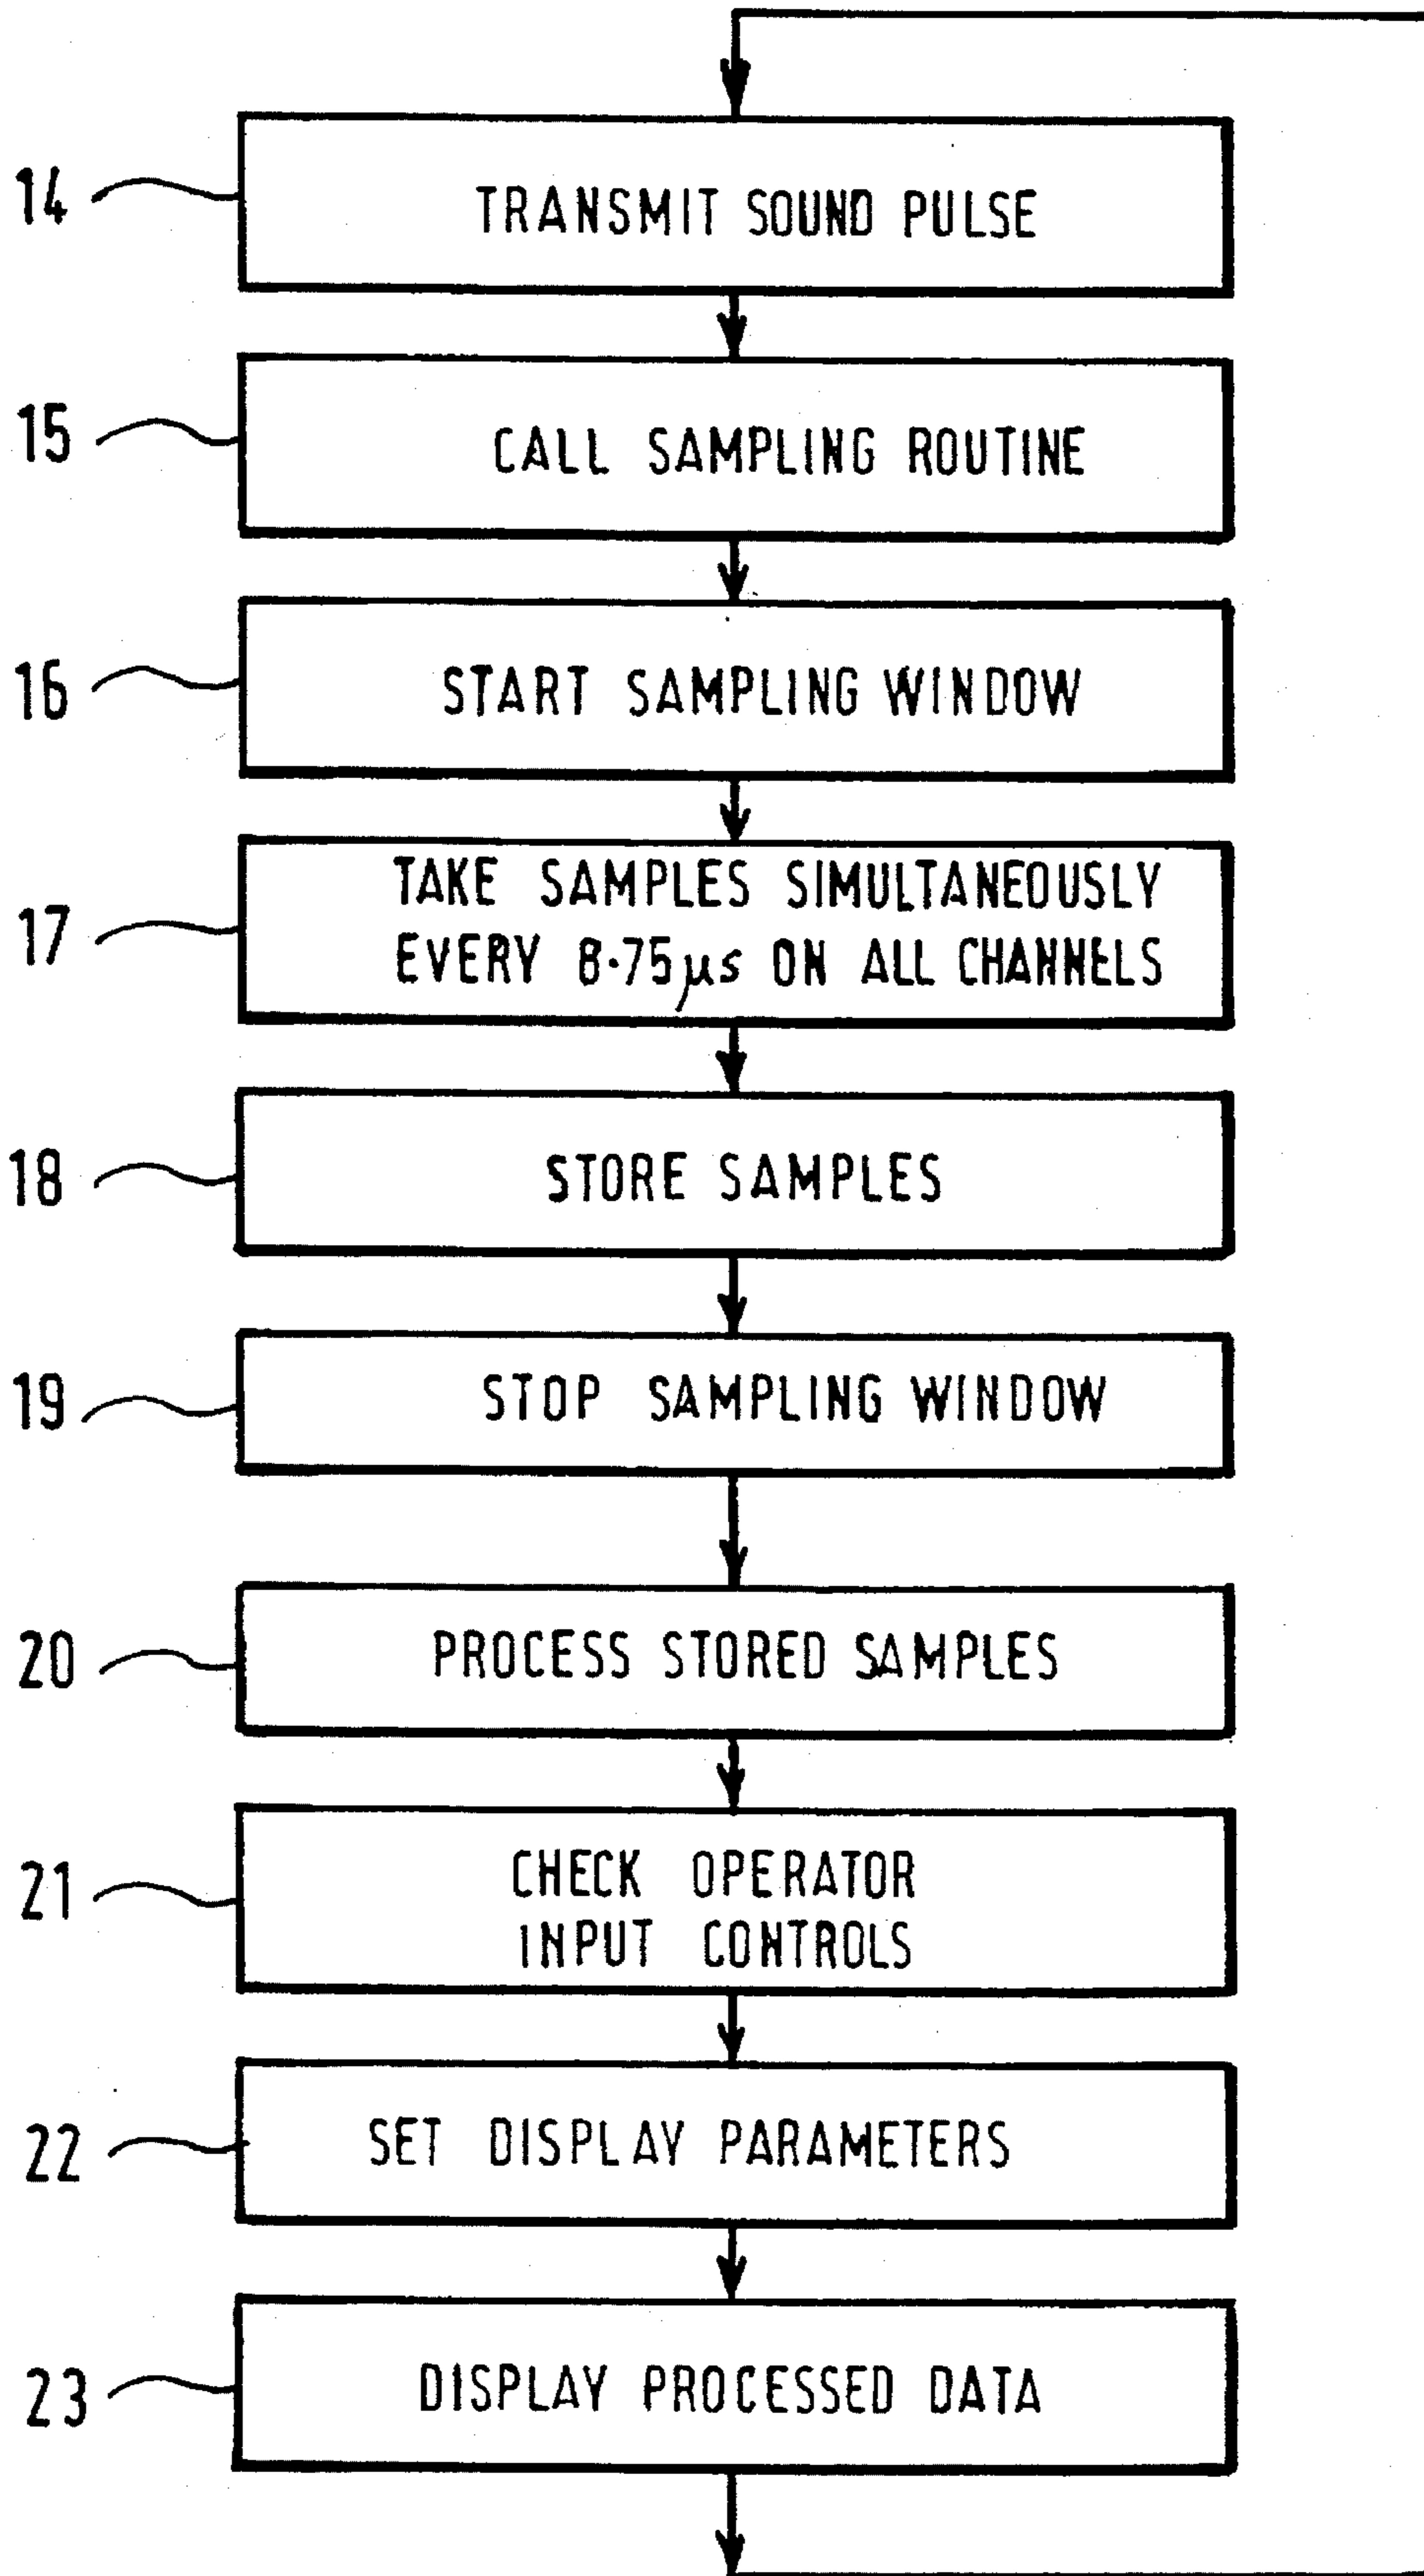 14 TRANSMIT SOUND PULSE
15 CALL SAMPLING ROUTINE
16 START SAMPLING WINDOW
17 TAKE SAMPLES SIMULTANEOUSLY
EVERY 8·75µs ON ALL CHANNELS
18 STORE SAMPLES
19 STOP SAMPLING WINDOW
20 PROCESS STORED SAMPLES
21 CHECK OPERATOR
INPUT CONTROLS
22 SET DISPLAY PARAMETERS
23 DISPLAY PROCESSED DATA